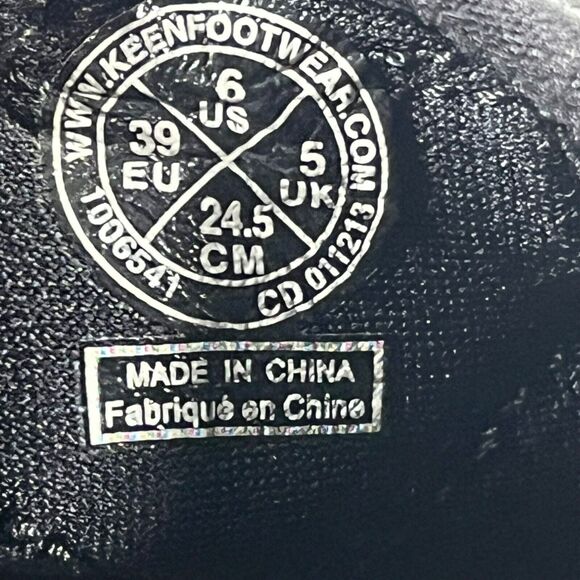 WWW.KEENFOOTWEAR.COM
6
US
39
EU
5
UK
24.5
CM
1006541
CD 011213
MADE IN CHINA
Fabriqué en Chine